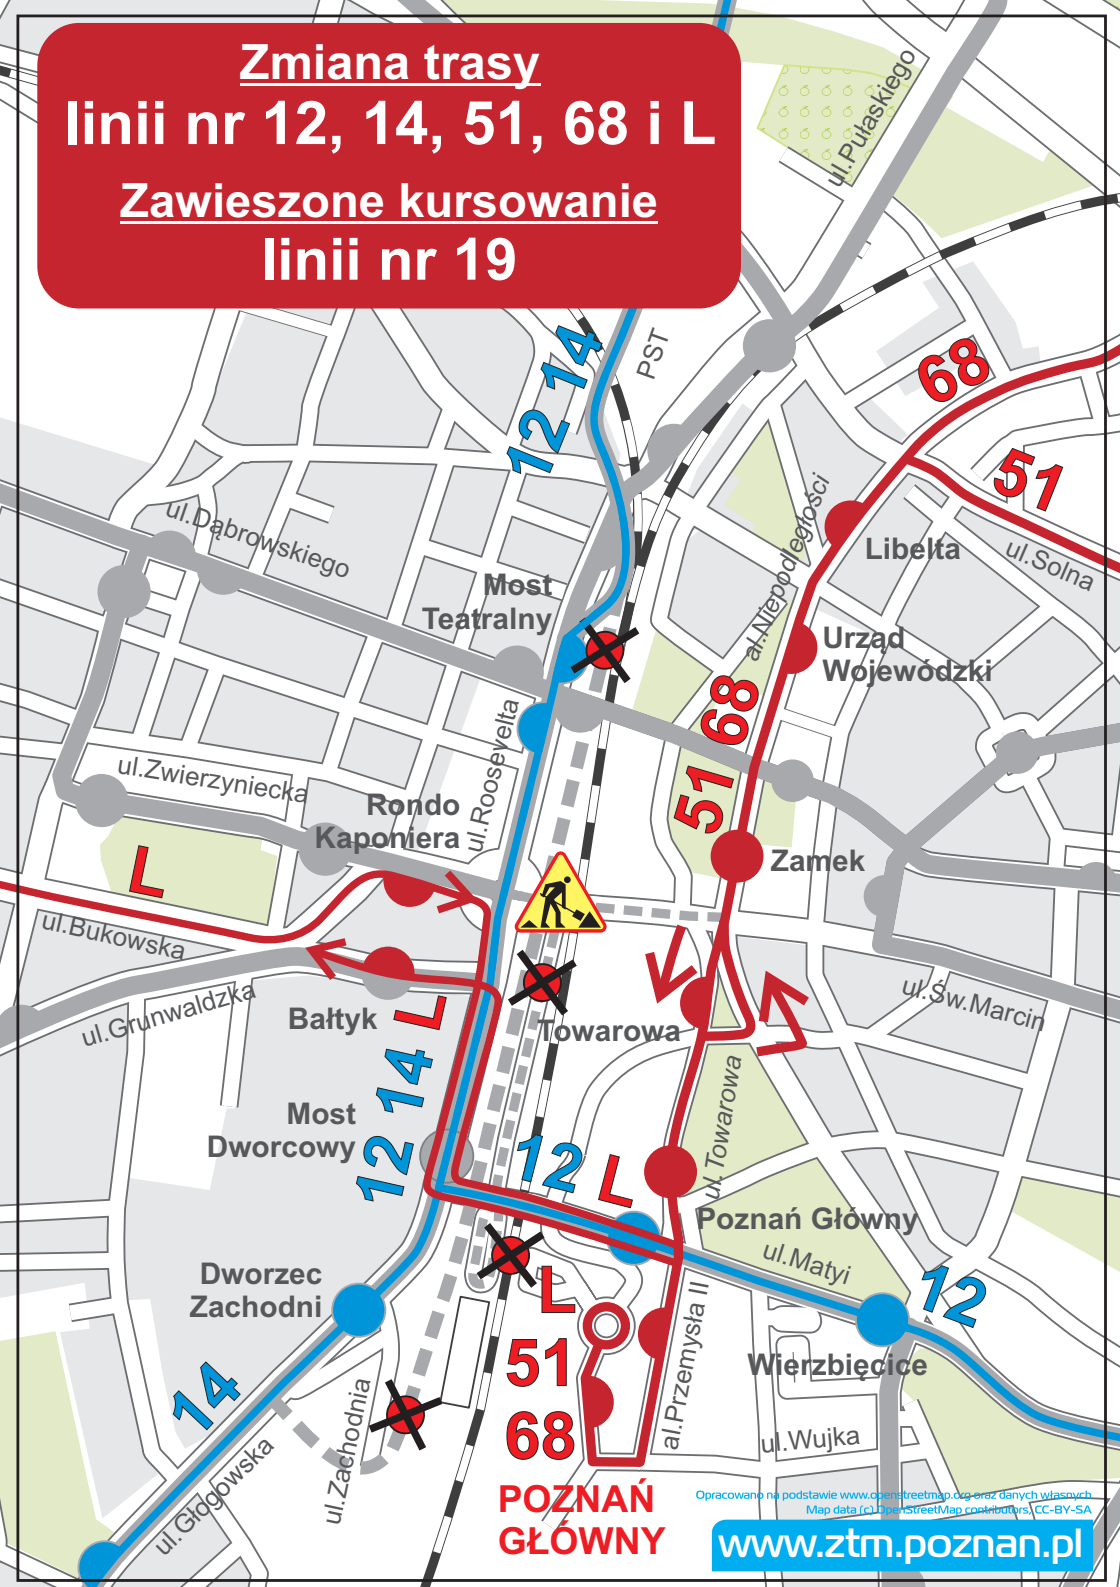 Zmiana trasy
linii nr 12, 14, 51, 68 i L
Zawieszone kursowanie
linii nr 19
ul.Pułaskiego
PST
12 14
68
51
ul.Dąbrowskiego
al.Niepodległości
Libelta
ul.Solna
Most
Teatralny
Urząd
Wojewódzki
68
51
ul.Roosevelta
ul.Zwierzyniecka
Rondo
Kaponiera
Zamek
L
ul.Bukowska
ul.Grunwaldzka
ul.Św.Marcin
Bałtyk
Towarowa
12 14 L
ul.Towarowa
Most
Dworcowy
12 L
Poznań Główny
ul.Matyi
Dworzec
Zachodni
12
L
51
68
al.Przemysła II
Wierzbięcice
14
ul.Zachodnia
ul.Głogowska
ul.Wujka
POZNAŃ
GŁÓWNY
Opracowano na podstawie www.openstreetmap.org oraz danych własnych
Map data (c) OpenStreetMap contributors, CC-BY-SA
www.ztm.poznan.pl